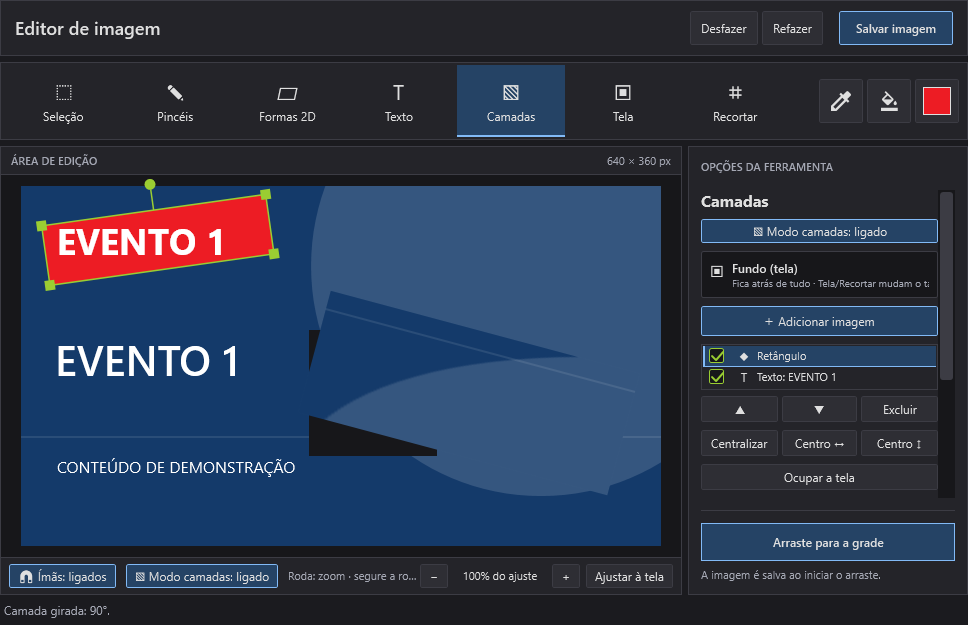 Editor de imagem
Desfazer
Refazer
Salvar imagem
Seleção
Pincéis
Formas 2D
Texto
Camadas
Tela
Recortar
ÁREA DE EDIÇÃO
640 × 360 px
EVENTO 1
EVENTO 1
CONTEÚDO DE DEMONSTRAÇÃO
Ímãs: ligados
Modo camadas: ligado
Roda: zoom · segure a ro...
−
100% do ajuste
+
Ajustar à tela
OPÇÕES DA FERRAMENTA
Camadas
Modo camadas: ligado
Fundo (tela)
Fica atrás de tudo · Tela/Recortar mudam o
+ Adicionar imagem
Retângulo
T Texto: EVENTO 1
▲
▼
Excluir
Centralizar
Centro ↔
Centro ↕
Ocupar a tela
Arraste para a grade
A imagem é salva ao iniciar o arraste.
Camada girada: 90°.